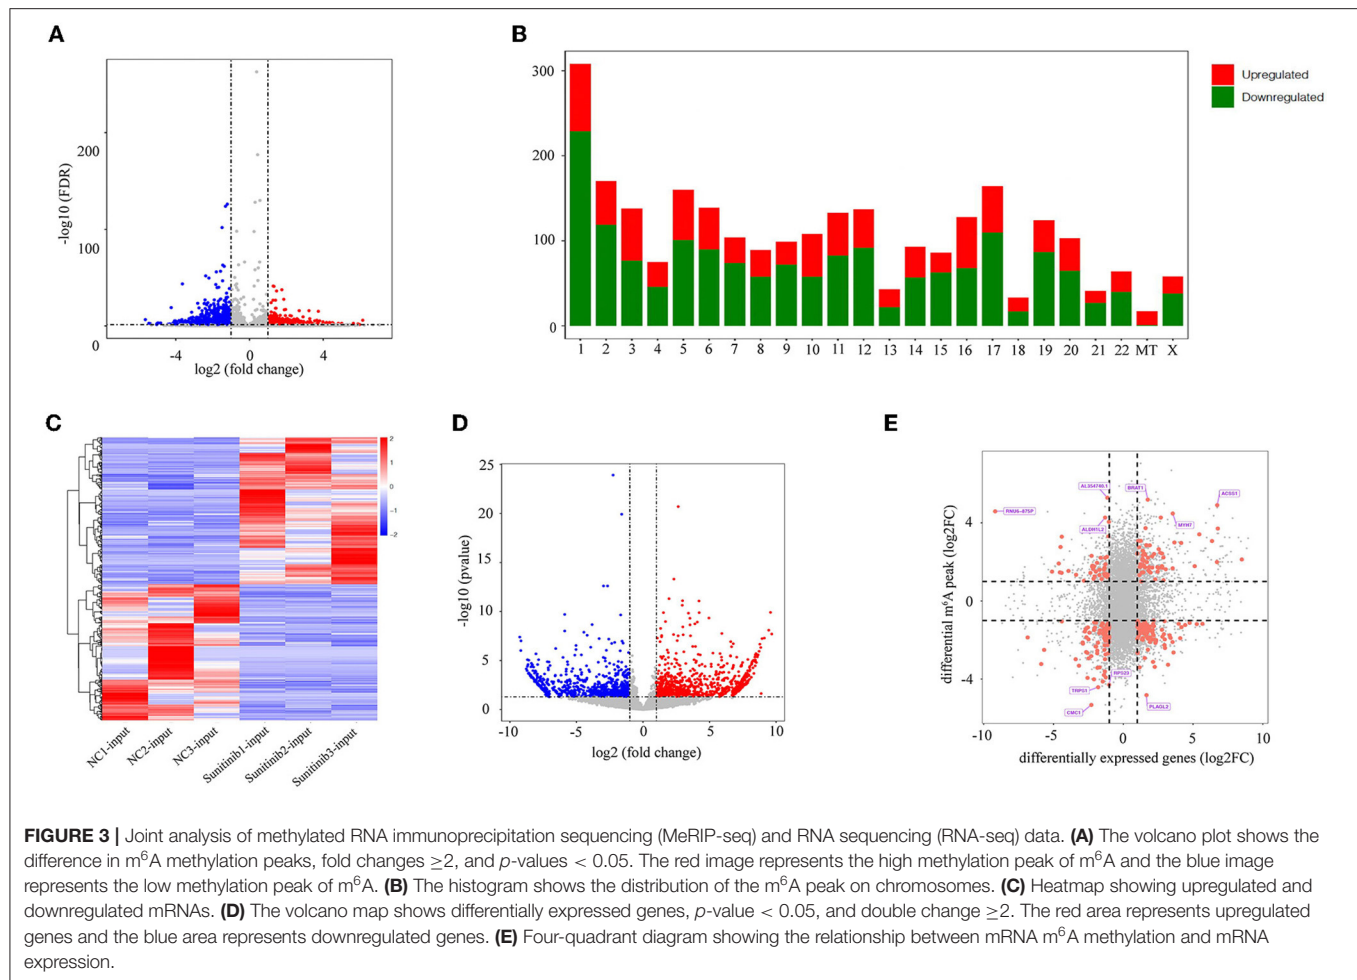 A
-log10 (FDR)
200
100
0
-4
0
4
log2 (fold change)
B
300
200
100
0
1 2 3 4 5 6 7 8 9 10 11 12 13 14 15 16 17 18 19 20 21 22 MT X
Upregulated
Downregulated
C
2
1
0
-1
-2
NC1-input
NC2-input
NC3-input
Sunitinib1-input
Sunitinib2-input
Sunitinib3-input
D
-log10 (pvalue)
25
20
15
10
5
0
-10
-5
0
5
10
log2 (fold change)
E
differential m⁶A peak (log2FC)
4
0
-4
AL354740.1
BRAT1
ACSS1
RNU6-875P
ALDH1L2
MYH7
RPS20
TRPS1
PLAGL2
CMC1
-10
-5
0
5
10
differentially expressed genes (log2FC)
FIGURE 3 | Joint analysis of methylated RNA immunoprecipitation sequencing (MeRIP-seq) and RNA sequencing (RNA-seq) data. (A) The volcano plot shows the
difference in m⁶A methylation peaks, fold changes ≥2, and p-values < 0.05. The red image represents the high methylation peak of m⁶A and the blue image
represents the low methylation peak of m⁶A. (B) The histogram shows the distribution of the m⁶A peak on chromosomes. (C) Heatmap showing upregulated and
downregulated mRNAs. (D) The volcano map shows differentially expressed genes, p-value < 0.05, and double change ≥2. The red area represents upregulated
genes and the blue area represents downregulated genes. (E) Four-quadrant diagram showing the relationship between mRNA m⁶A methylation and mRNA
expression.